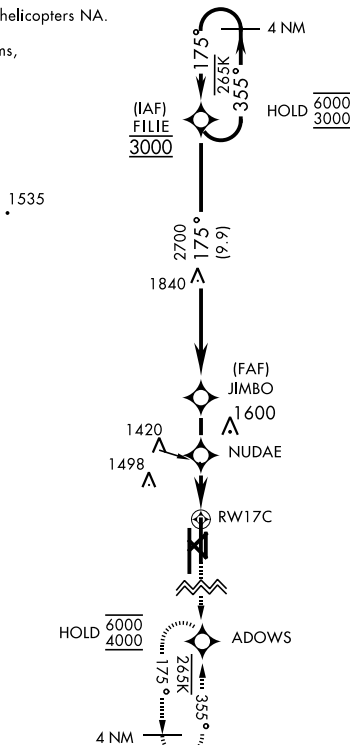 helicopters NA.
ns,
4 NM
175°
265K
355°
HOLD 6000
3000
(IAF)
FILIE
3000
1535
2700
175°
(9.9)
1840
(FAF)
JIMBO
1600
1420
NUDAE
1498
RW17C
HOLD 6000
4000
ADOWS
175°
265K
355°
4 NM